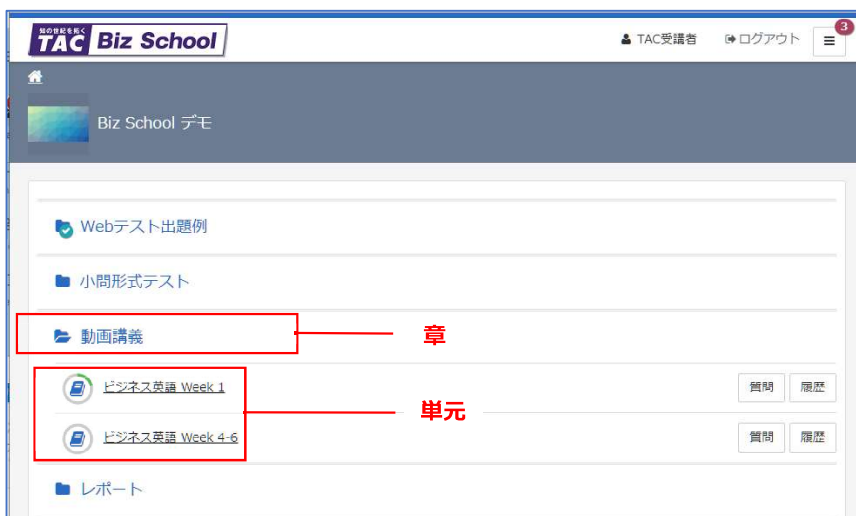 知の世紀を拓く
TAC Biz School
TAC受講者 ログアウト 3
Biz School デモ
Webテスト出題例
小問形式テスト
動画講義 章
ビジネス英語 Week 1 質問 履歴
単元
ビジネス英語 Week 4-6 質問 履歴
レポート